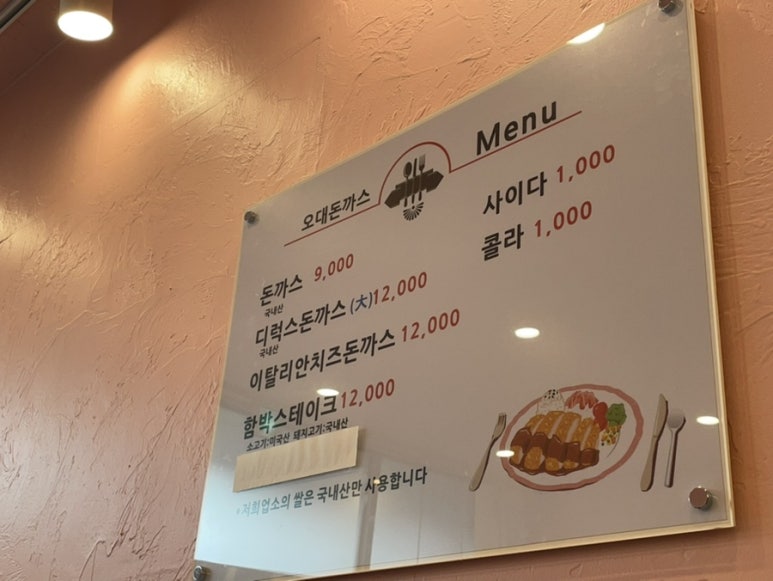 오대돈까스
Menu
돈까스 9,000
국내산
디럭스돈까스 (大)12,000
국내산
이탈리안치즈돈까스 12,000
함박스테이크 12,000
소고기:미국산 돼지고기:국내산
*저희업소의 쌀은 국내산만 사용합니다
사이다 1,000
콜라 1,000